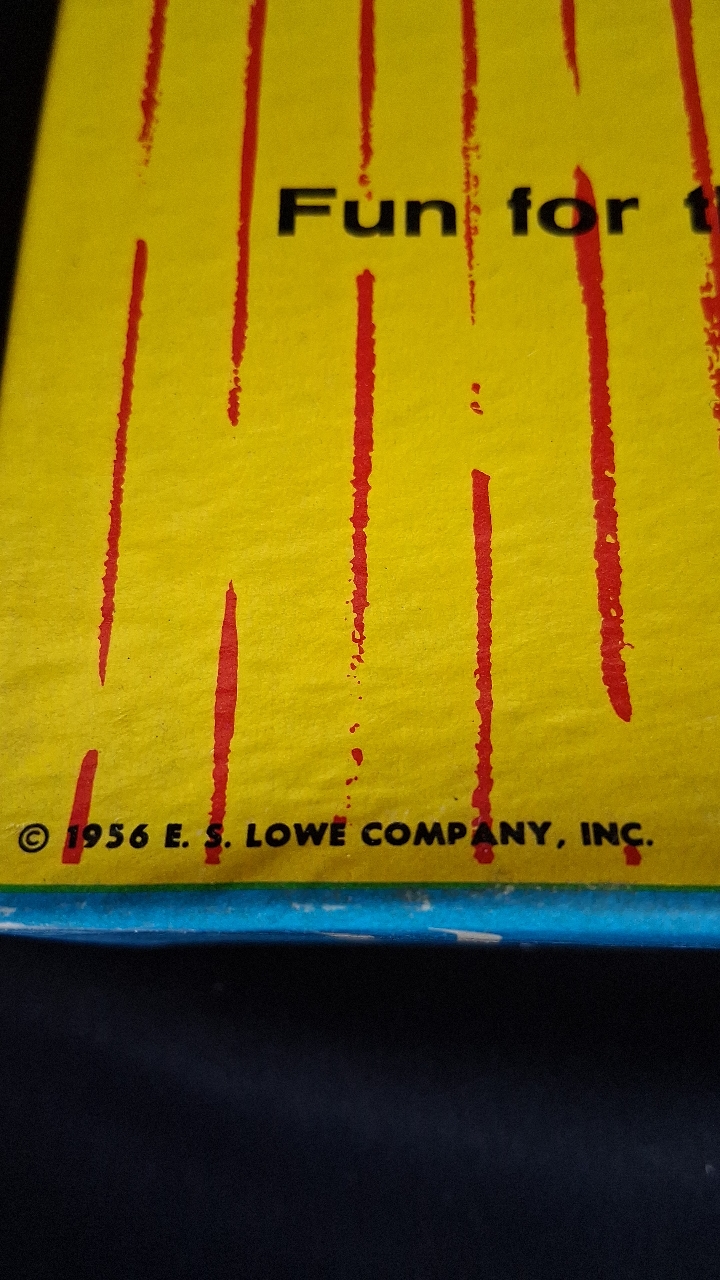 Fun for t
© 1956 E. S. LOWE COMPANY, INC.